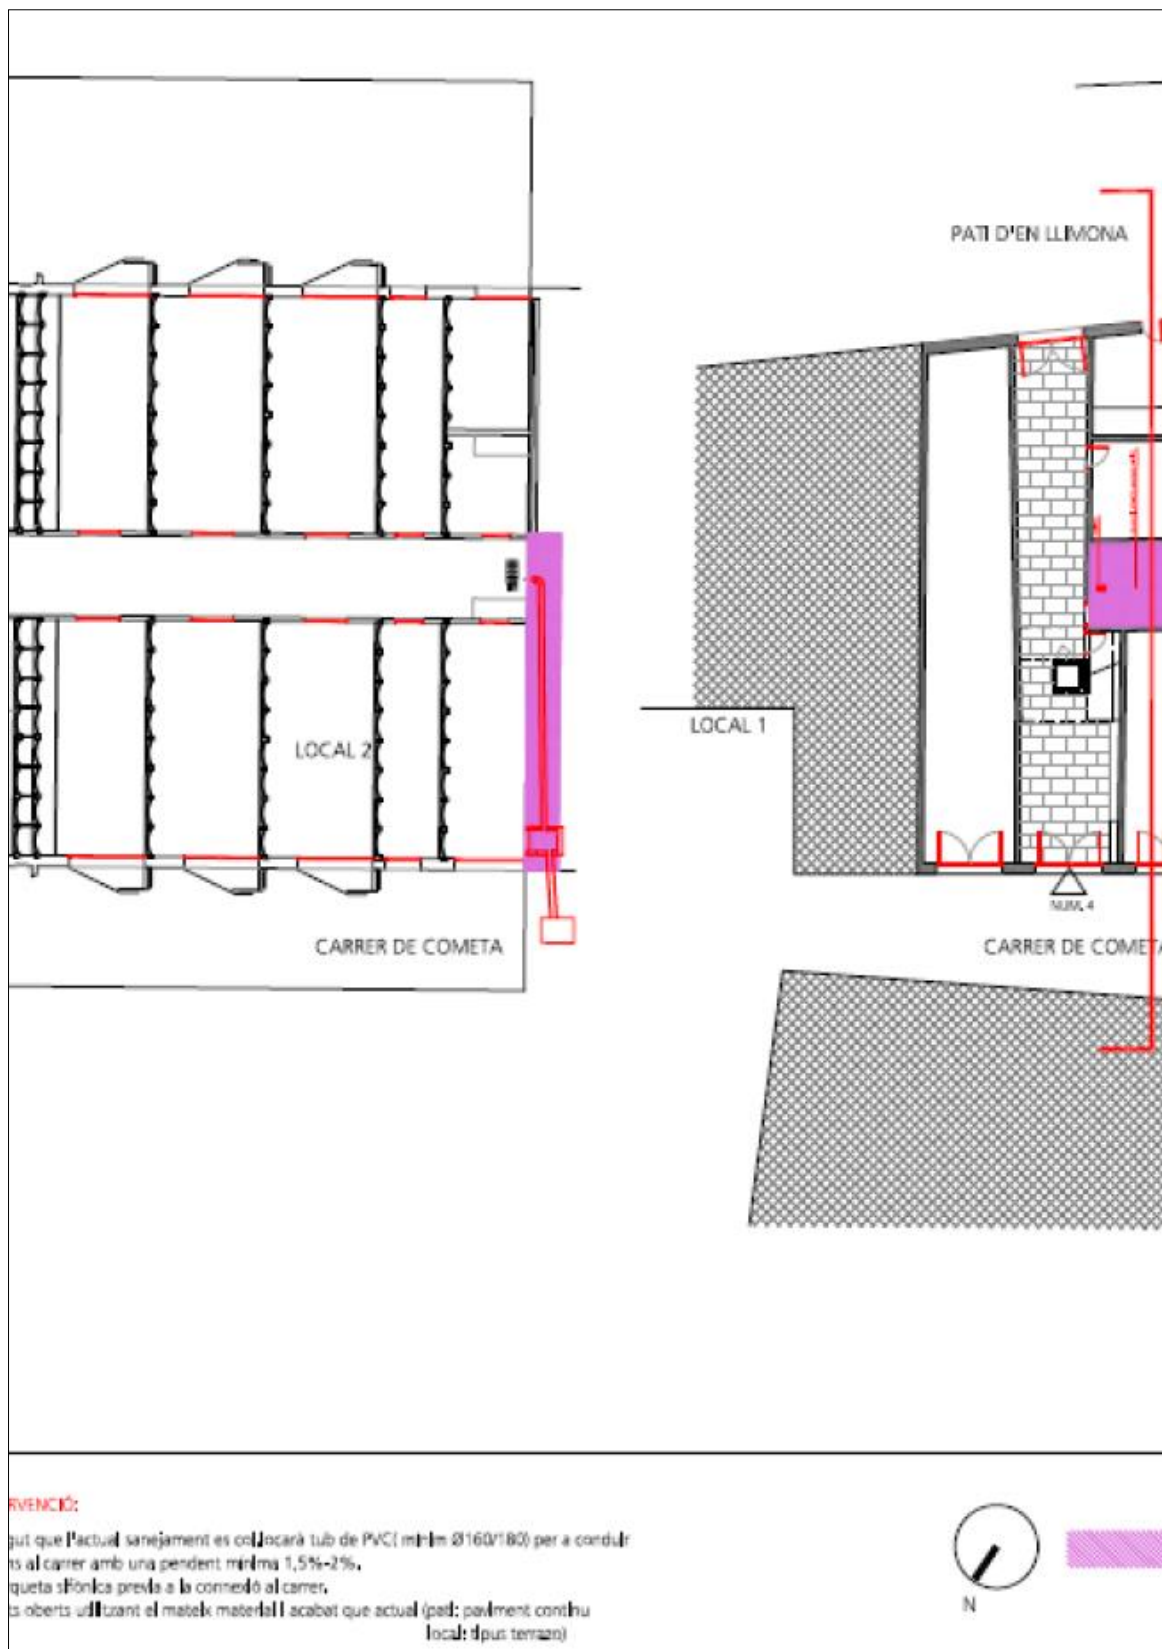 PATI D'EN LLIMONA
LOCAL 1
LOCAL 2
NUM. 4
CARRER DE COMETA
CARRER DE COMETA
RVENCIÓ:
gut que l'actual sanejament es col.locarà tub de PVC( mínim Ø160/180) per a conduir
ns al carrer amb una pendent mínima 1,5%-2%.
rqueta sifònica prèvia a la connexió al carrer.
ts oberts utilitzant el mateix material i acabat que actual (pati: paviment continu
local: tipus terrazo)
N